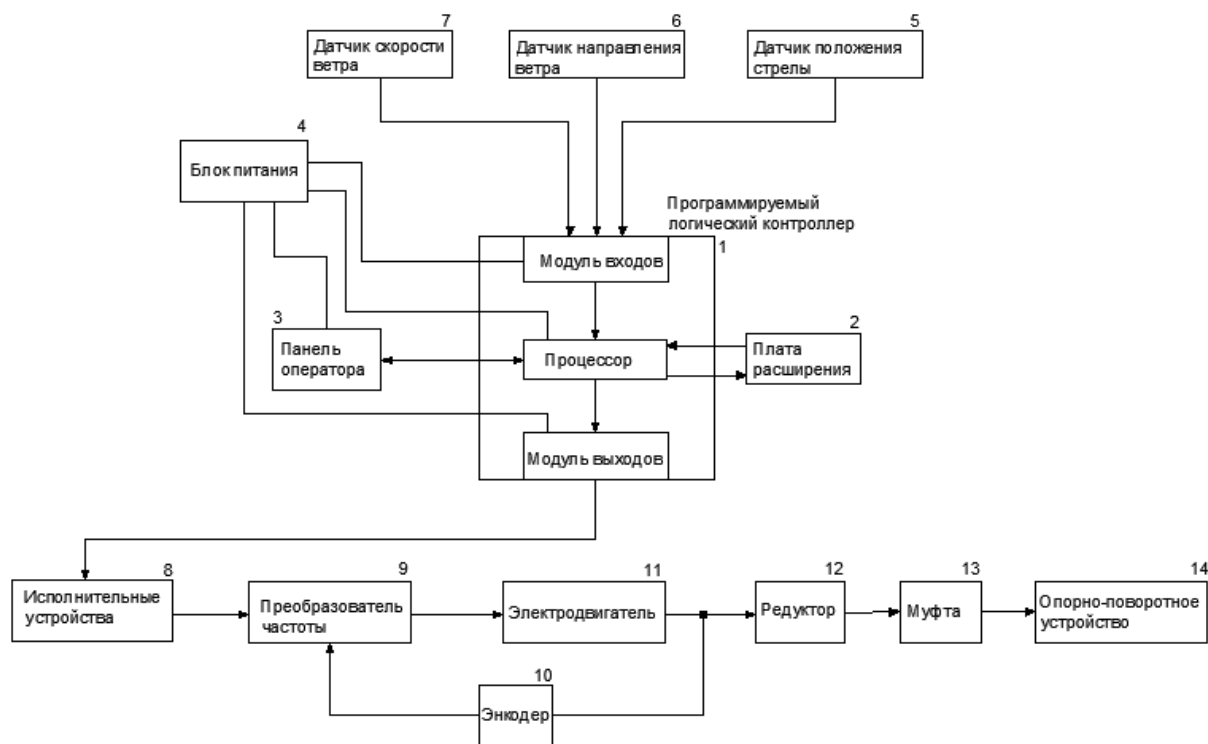 7
6
5
Датчик скорости
ветра
Датчик направления
ветра
Датчик положения
стрелы
4
Блок питания
Программируемый
логический контроллер
1
Модуль входов
3
Панель
оператора
Процессор
2
Плата
расширения
Модуль выходов
8
Исполнительные
устройства
9
Преобразователь
частоты
11
Электродвигатель
12
Редуктор
13
Муфта
14
Опорно-поворотное
устройство
10
Энкодер